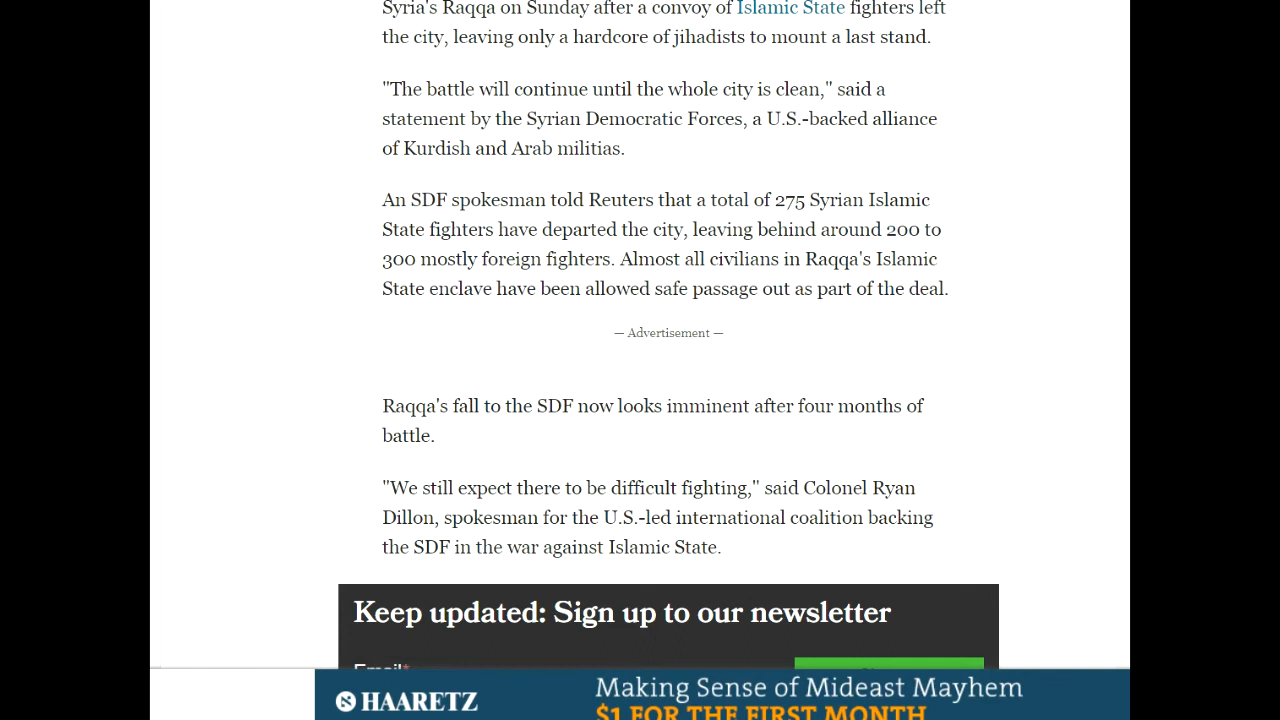 Syria's Raqqa on Sunday after a convoy of Islamic State fighters left
the city, leaving only a hardcore of jihadists to mount a last stand.
"The battle will continue until the whole city is clean," said a
statement by the Syrian Democratic Forces, a U.S.-backed alliance
of Kurdish and Arab militias.
An SDF spokesman told Reuters that a total of 275 Syrian Islamic
State fighters have departed the city, leaving behind around 200 to
300 mostly foreign fighters. Almost all civilians in Raqqa's Islamic
State enclave have been allowed safe passage out as part of the deal.
— Advertisement —
Raqqa's fall to the SDF now looks imminent after four months of
battle.
"We still expect there to be difficult fighting," said Colonel Ryan
Dillon, spokesman for the U.S.-led international coalition backing
the SDF in the war against Islamic State.
Keep updated: Sign up to our newsletter
Email*
HAARETZ
Making Sense of Mideast Mayhem
$1 FOR THE FIRST MONTH